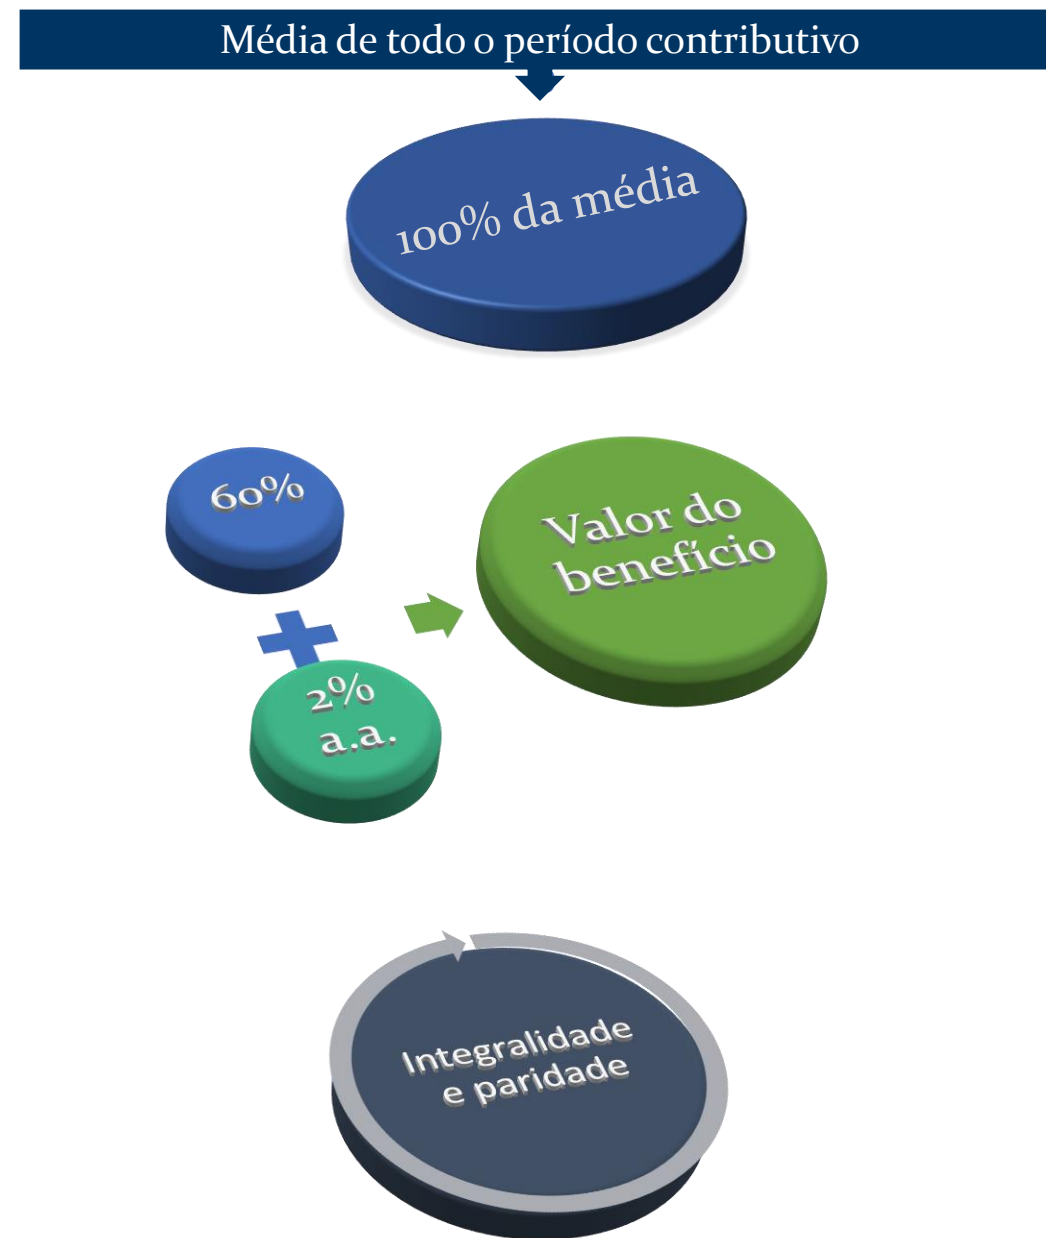 Média de todo o período contributivo
100% da média
60%
Valor do
benefício
2%
a.a.
Integralidade
e paridade